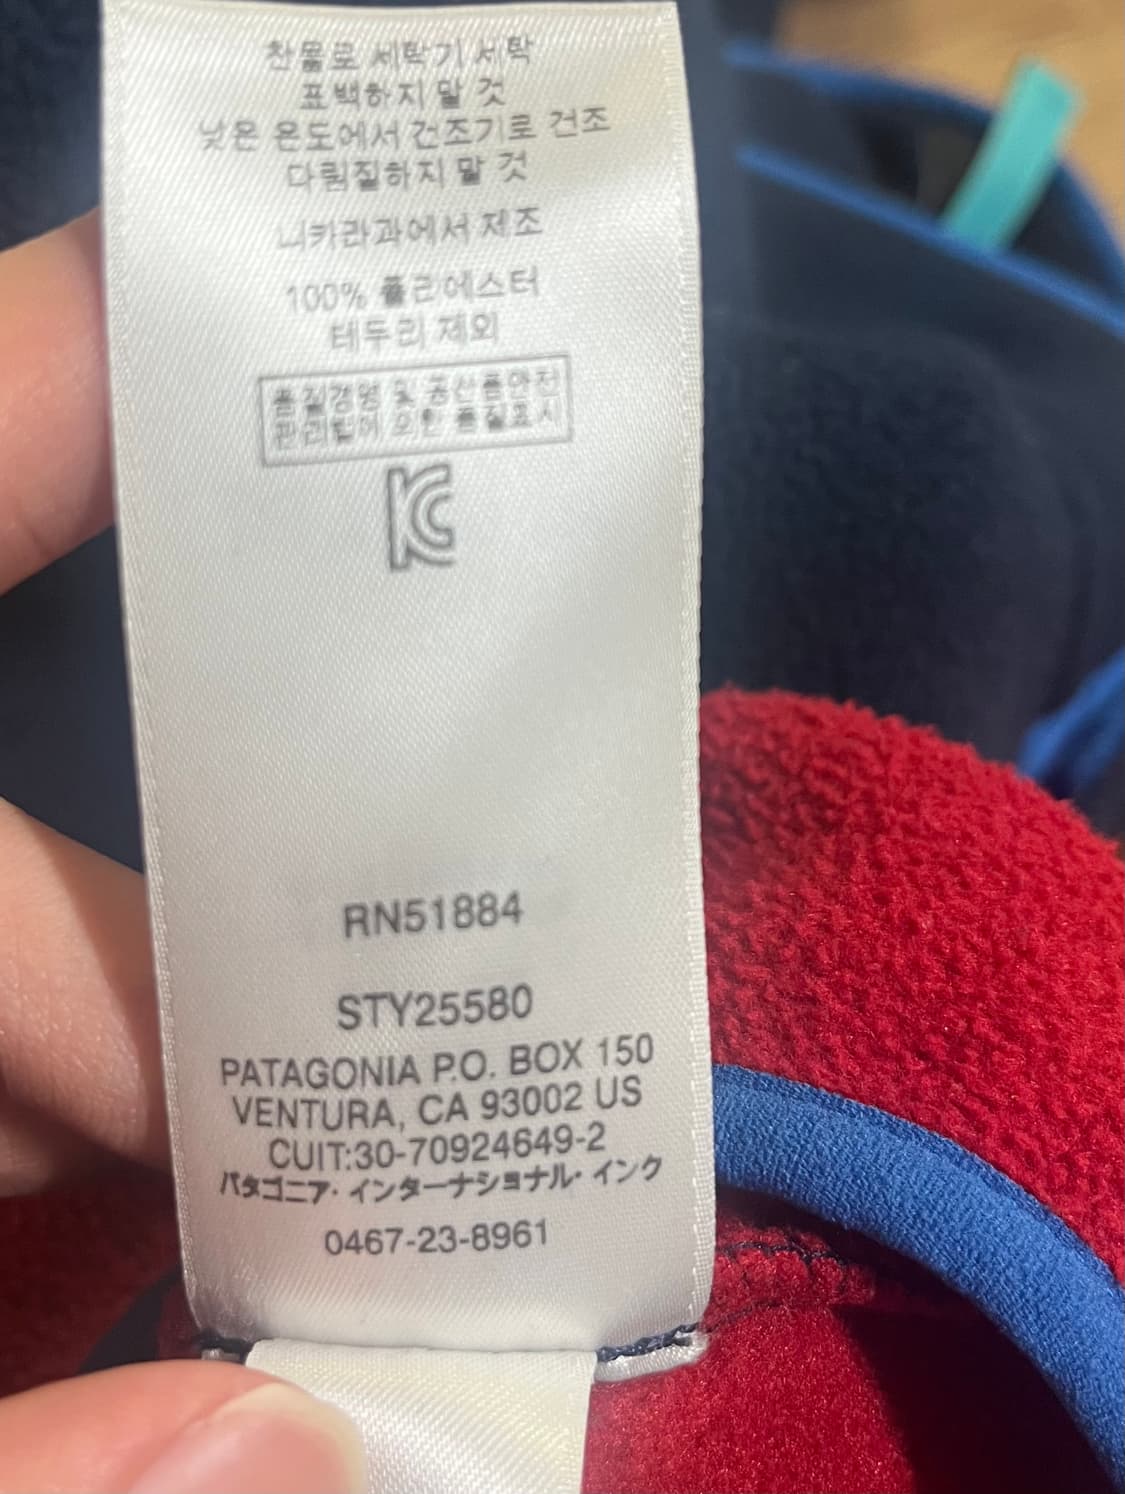 찬물로 세탁기 세탁
표백하지 말 것
낮은 온도에서 건조기로 건조
다림질하지 말 것
니카라과에서 제조
100% 폴리에스터
테두리 제외
품질경영 및 공산품안전
관리법에 의한 품질표시
KC
RN51884
STY25580
PATAGONIA P.O. BOX 150
VENTURA, CA 93002 US
CUIT:30-70924649-2
パタゴニア・インターナショナル・インク
0467-23-8961